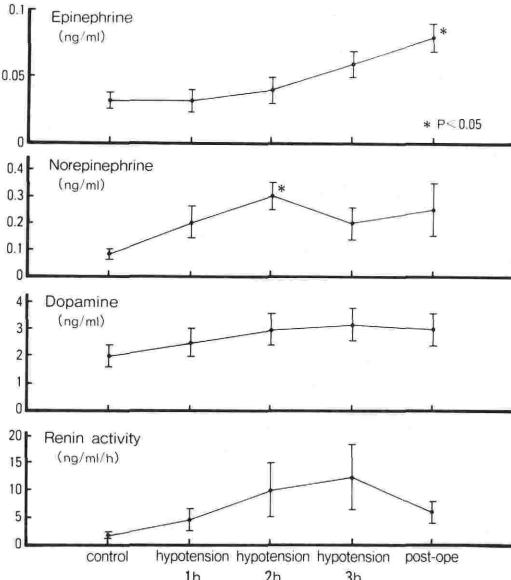 0.1
Epinephrine
(ng/ml)
0.05
0
*
* P<0.05
0.4
Norepinephrine
(ng/ml)
0.3
0.2
0.1
0
*
4
Dopamine
(ng/ml)
3
2
1
0
20
Renin activity
(ng/ml/h)
15
10
5
0
control hypotension hypotension hypotension post-ope
1h 2h 3h